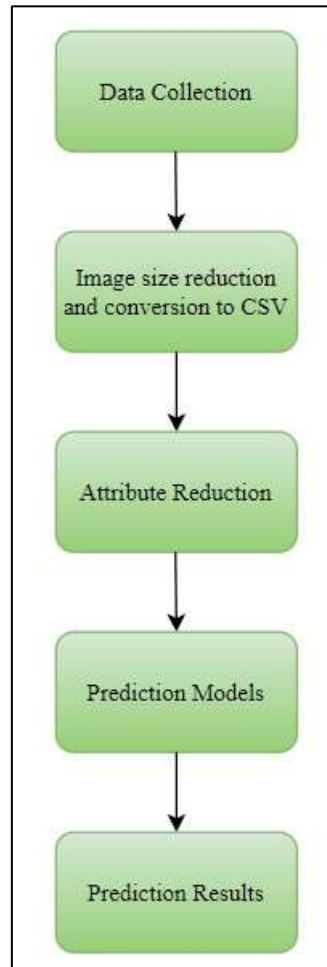 Data Collection
Image size reduction
and conversion to CSV
Attribute Reduction
Prediction Models
Prediction Results